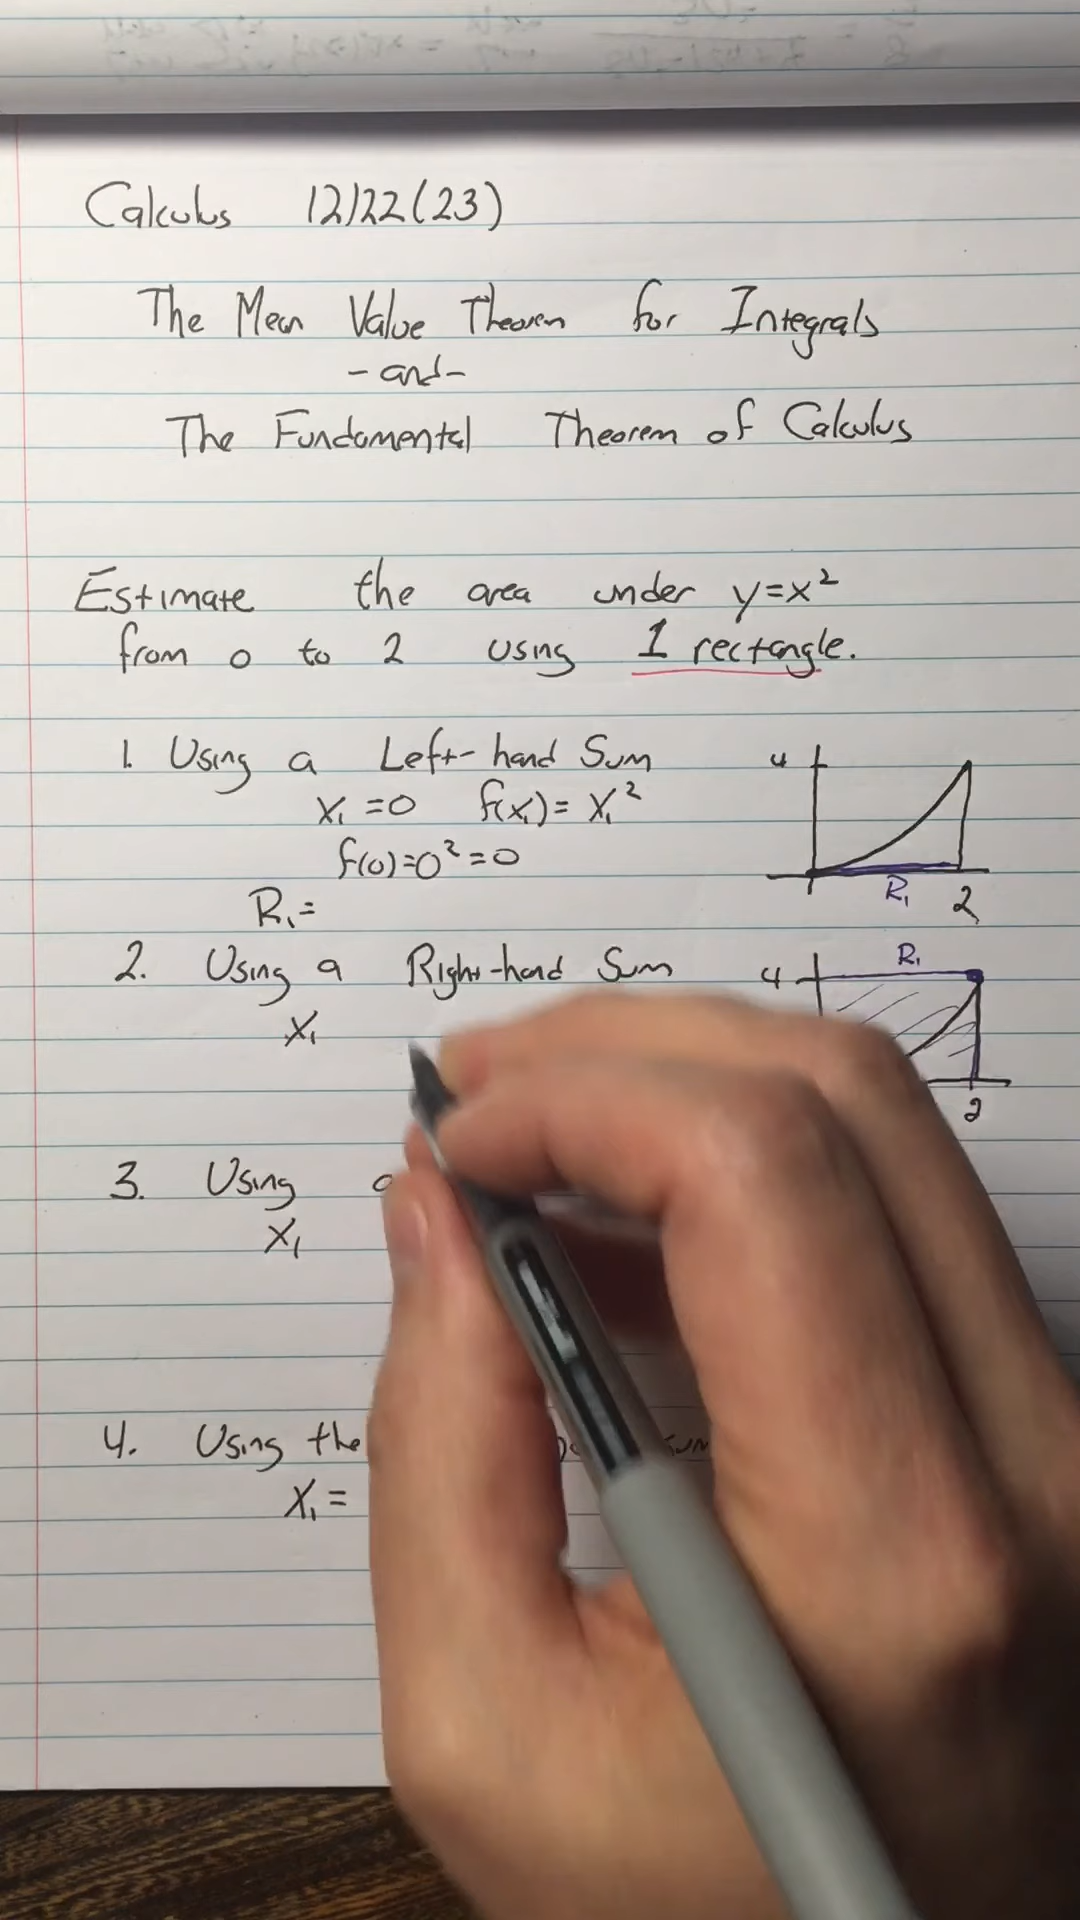 Calculus 12/22(23)
The Mean Value Theorem for Integrals
-and-
The Fundamental Theorem of Calculus
Estimate the area under y=x²
from 0 to 2 using 1 rectangle.
1. Using a Left-hand Sum
x₁=0 f(x₁)=x₁²
f(0)=0²=0
R₁=
4
R₁ 2
2. Using a Right-hand Sum
x₁
R₁
4
2
3. Using
x₁
4. Using the
x₁=